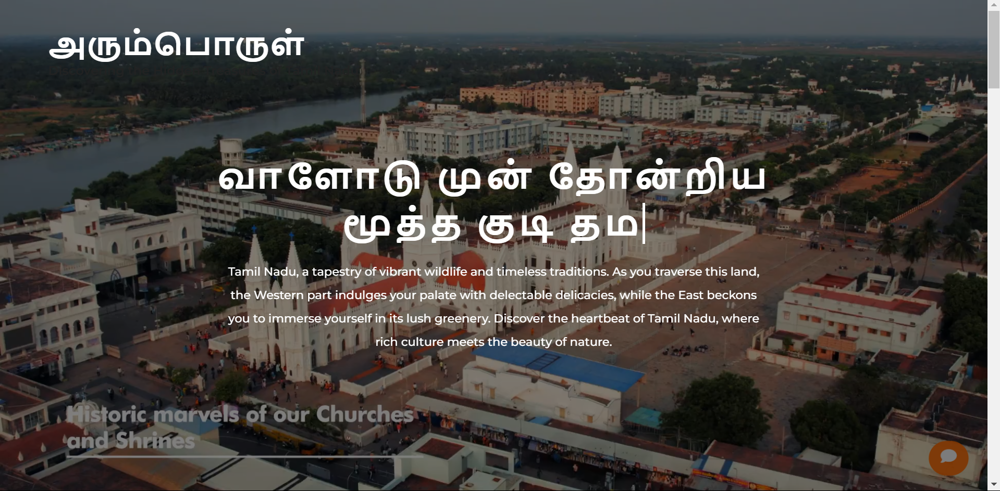 அரும்பொருள்
வாளோடு முன் தோன்றிய
மூத்த குடி தம
Tamil Nadu, a tapestry of vibrant wildlife and timeless traditions. As you traverse this land,
the Western part indulges your palate with delectable delicacies, while the East beckons
you to immerse yourself in its lush greenery. Discover the heartbeat of Tamil Nadu, where
rich culture meets the beauty of nature.
Historic marvels of our Churches
and Shrines